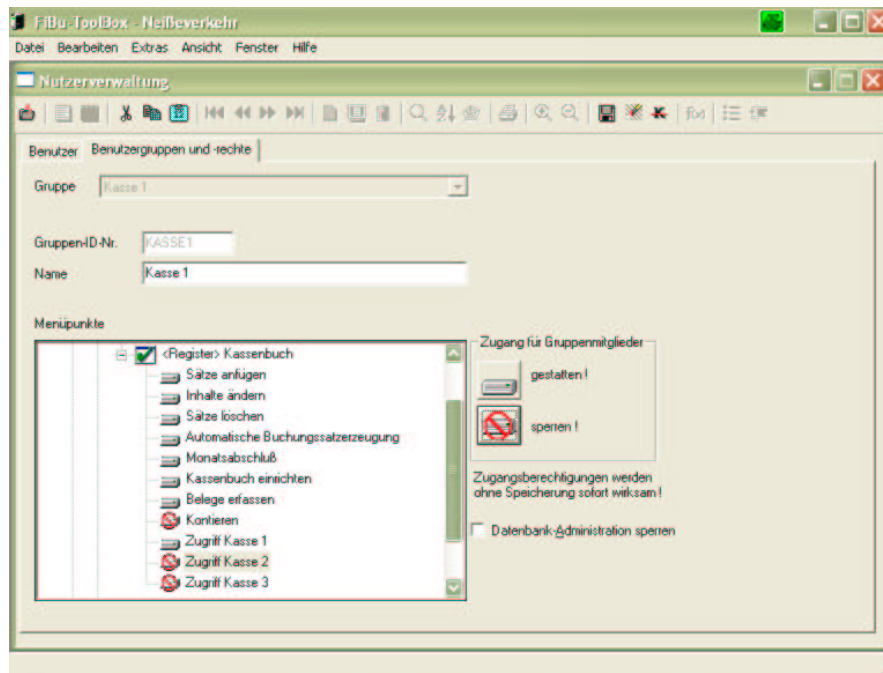 FiBu-ToolBox - Neißeverkehr
Datei Bearbeiten Extras Ansicht Fenster Hilfe
Nutzerverwaltung
f(x)
Benutzer Benutzergruppen und -rechte
Gruppe Kasse 1
Gruppen-ID-Nr. KASSE1
Name Kasse 1
Menüpunkte
<Register> Kassenbuch
Sätze anfügen
Inhalte ändern
Sätze löschen
Automatische Buchungssatzerzeugung
Monatsabschluß
Kassenbuch einrichten
Belege erfassen
Kontieren
Zugriff Kasse 1
Zugriff Kasse 2
Zugriff Kasse 3
Zugang für Gruppenmitglieder
gestatten !
sperren !
Zugangsberechtigungen werden
ohne Speicherung sofort wirksam !
Datenbank-Administration sperren